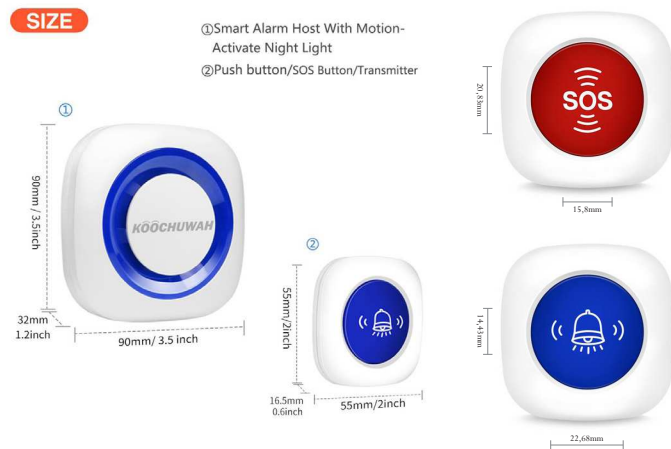 SIZE
①Smart Alarm Host With Motion-
Activate Night Light
②Push button/SOS Button/Transmitter
①
90mm / 3.5inch
KOOCHUWAH
32mm
1.2inch
90mm/ 3.5 inch
②
55mm/2inch
16.5mm
0.6inch
55mm/2inch
20,83mm
SOS
15,8mm
14,43mm
22,68mm